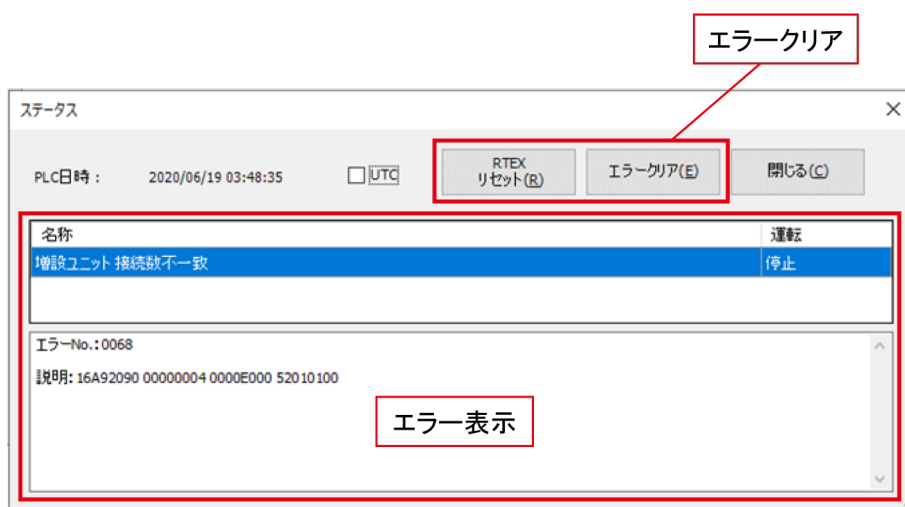 エラークリア
ステータス
PLC日時： 2020/06/19 03:48:35 UTC RTEX
リセット(R) エラークリア(E) 閉じる(C)
名称 運転
増設ユニット 接続数不一致 停止
エラーNo.：0068
説明: 16A92090 00000004 0000E000 52010100
エラー表示